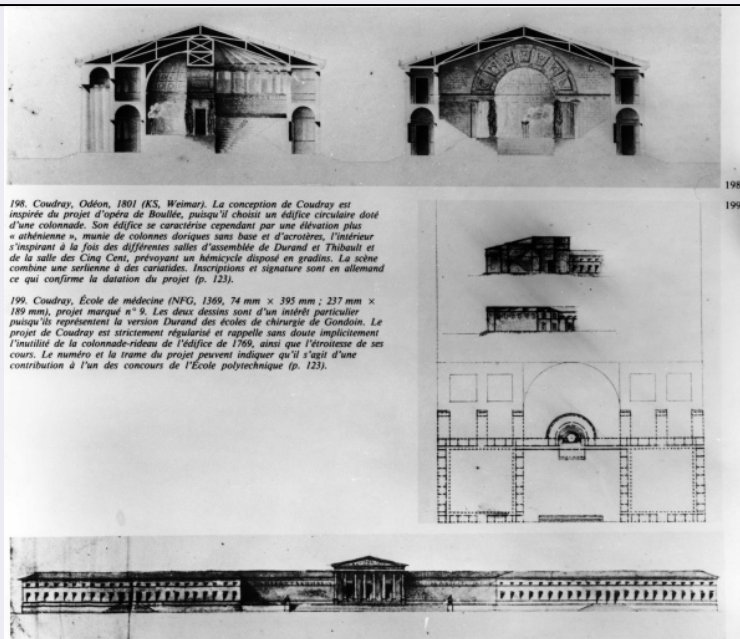 198
199
198. Coudray, Odéon, 1801 (KS, Weimar). La conception de Coudray est
inspirée du projet d'opéra de Boullée, puisqu'il choisit un édifice circulaire doté
d'une colonnade. Son édifice se caractérise cependant par une élévation plus
« athénienne », munie de colonnes doriques sans base et d'acrotères, l'intérieur
s'inspirant à la fois des différentes salles d'assemblée de Durand et Thibault et
de la salle des Cinq Cent, prévoyant un hémicycle disposé en gradins. La scène
combine une serlienne à des cariatides. Inscriptions et signature sont en allemand
ce qui confirme la datation du projet (p. 123).
199. Coudray, École de médecine (NFG, 1369, 74 mm × 395 mm ; 237 mm ×
189 mm), projet marqué n° 9. Les deux dessins sont d'un intérêt particulier
puisqu'ils représentent la version Durand des écoles de chirurgie de Gondoin. Le
projet de Coudray est strictement régularisé et rappelle sans doute implicitement
l'inutilité de la colonnade-rideau de l'édifice de 1769, ainsi que l'étroitesse de ses
cours. Le numéro et la trame du projet peuvent indiquer qu'il s'agit d'une
contribution à l'un des concours de l'École polytechnique (p. 123).